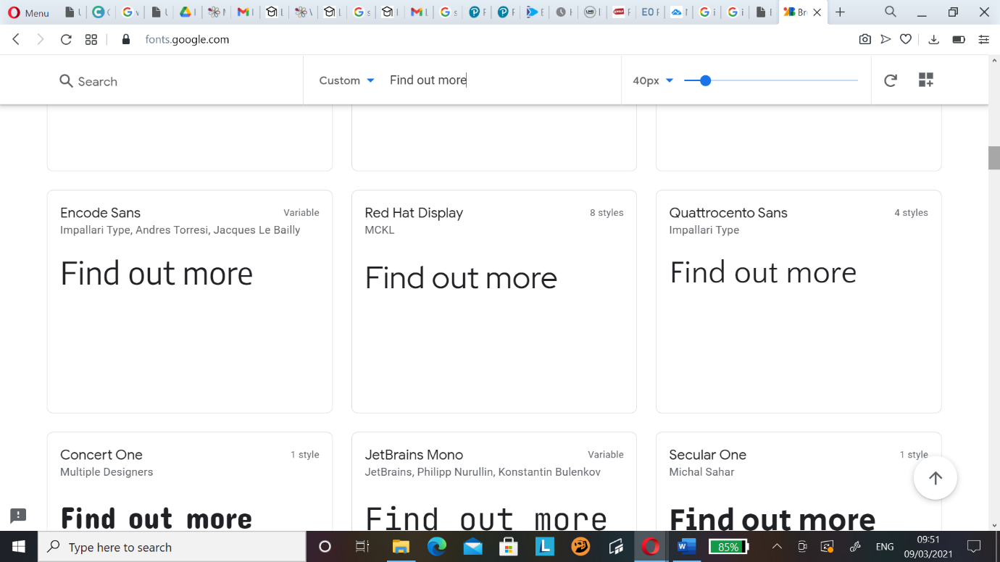 Menu
fonts.google.com
Search
Custom
Find out more
40px
Encode Sans
Variable
Impallari Type, Andres Torresi, Jacques Le Bailly
Find out more
Red Hat Display
8 styles
MCKL
Find out more
Quattrocento Sans
4 styles
Impallari Type
Find out more
Concert One
1 style
Multiple Designers
Find out more
JetBrains Mono
Variable
JetBrains, Philipp Nurullin, Konstantin Bulenkov
Find out more
Secular One
1 style
Michal Sahar
Find out more
Type here to search
85%
ENG
09:51
09/03/2021